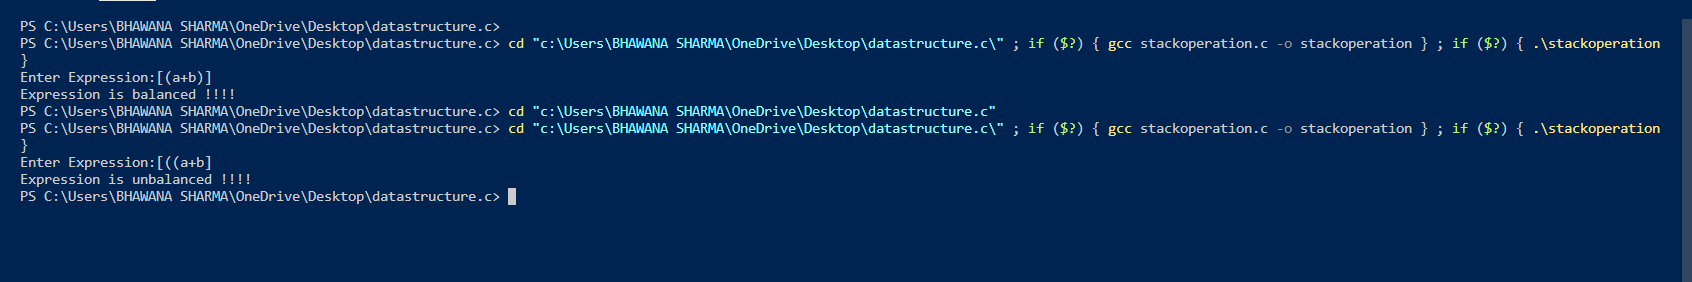 PS C:\Users\BHAWANA SHARMA\OneDrive\Desktop\datastructure.c>
PS C:\Users\BHAWANA SHARMA\OneDrive\Desktop\datastructure.c> cd "c:\Users\BHAWANA SHARMA\OneDrive\Desktop\datastructure.c\" ; if ($?) { gcc stackoperation.c -o stackoperation } ; if ($?) { .\stackoperation
}
Enter Expression:[(a+b)]
Expression is balanced !!!!
PS C:\Users\BHAWANA SHARMA\OneDrive\Desktop\datastructure.c> cd "c:\Users\BHAWANA SHARMA\OneDrive\Desktop\datastructure.c"
PS C:\Users\BHAWANA SHARMA\OneDrive\Desktop\datastructure.c> cd "c:\Users\BHAWANA SHARMA\OneDrive\Desktop\datastructure.c\" ; if ($?) { gcc stackoperation.c -o stackoperation } ; if ($?) { .\stackoperation
}
Enter Expression:[((a+b]
Expression is unbalanced !!!!
PS C:\Users\BHAWANA SHARMA\OneDrive\Desktop\datastructure.c>